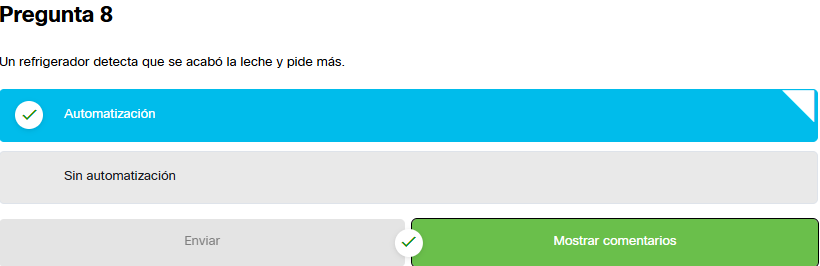 Pregunta 8
Un refrigerador detecta que se acabó la leche y pide más.
Automatización
Sin automatización
Enviar
Mostrar comentarios